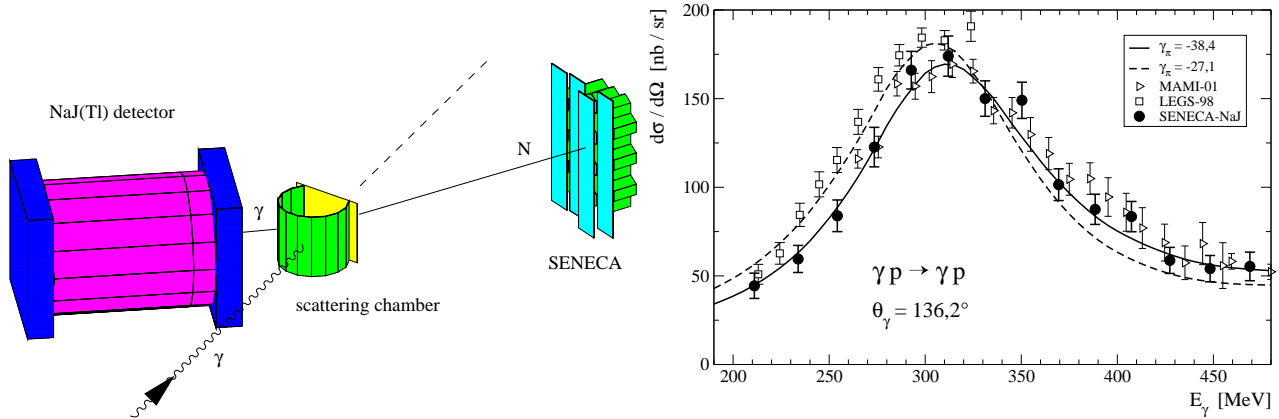 NaJ(Tl) detector
N
γ
SENECA
scattering chamber
γ
dσ / dΩ [nb / sr]
200
150
100
50
0
γπ = -38,4
γπ = -27,1
MAMI-01
LEGS-98
SENECA-NaJ
γ p → γ p
θγ = 136,2°
200
250
300
350
400
450
Eγ [MeV]